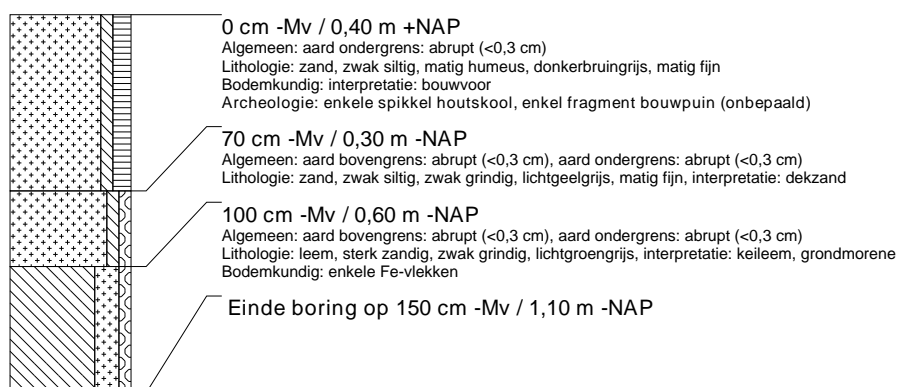 0 cm -Mv / 0,40 m +NAP
Algemeen: aard ondergrens: abrupt (<0,3 cm)
Lithologie: zand, zwak siltig, matig humeus, donkerbruingrijs, matig fijn
Bodemkundig: interpretatie: bouwvoor
Archeologie: enkele spikkel houtskool, enkel fragment bouwpuin (onbepaald)
70 cm -Mv / 0,30 m -NAP
Algemeen: aard bovengrens: abrupt (<0,3 cm), aard ondergrens: abrupt (<0,3 cm)
Lithologie: zand, zwak siltig, zwak grindig, lichtgeelgrijs, matig fijn, interpretatie: dekzand
100 cm -Mv / 0,60 m -NAP
Algemeen: aard bovengrens: abrupt (<0,3 cm), aard ondergrens: abrupt (<0,3 cm)
Lithologie: leem, sterk zandig, zwak grindig, lichtgroengrijs, interpretatie: keileem, grondmorene
Bodemkundig: enkele Fe-vlekken
Einde boring op 150 cm -Mv / 1,10 m -NAP